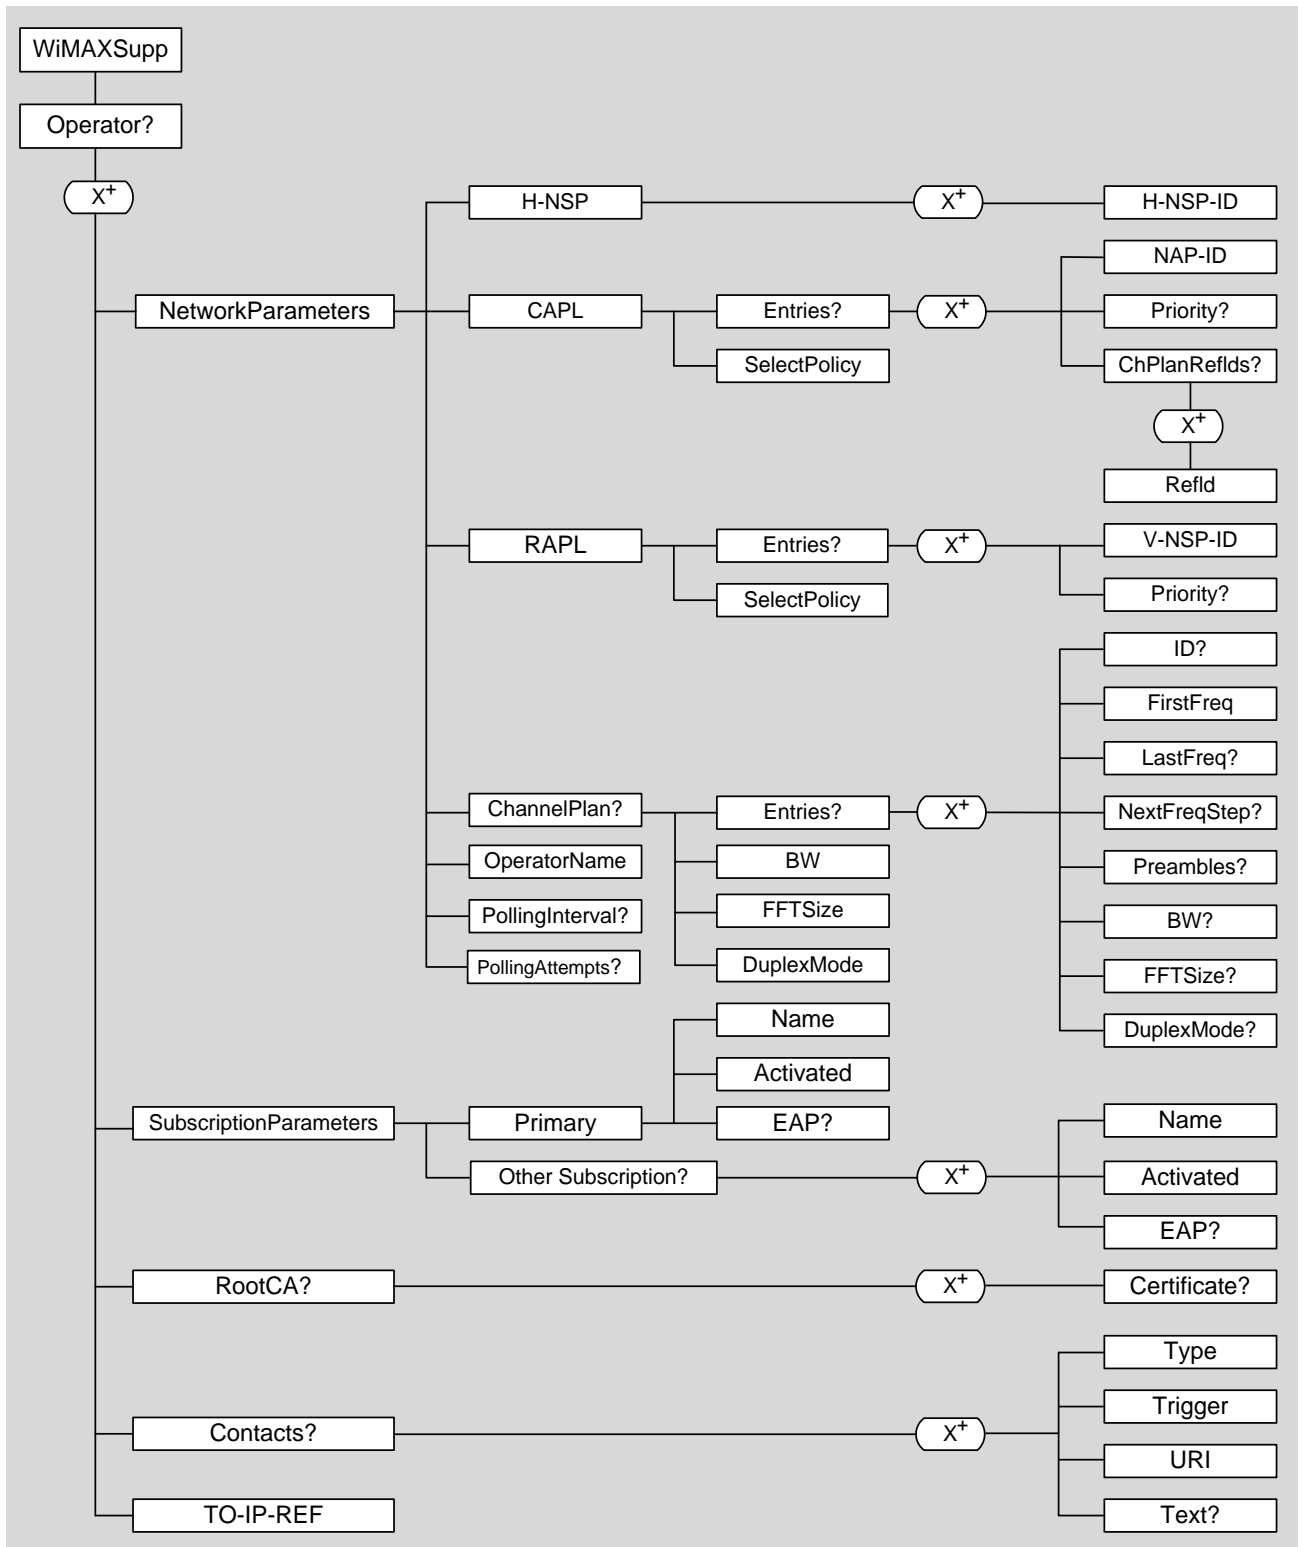 WiMAXSupp
Operator?
X+
H-NSP
X+
H-NSP-ID
NAP-ID
NetworkParameters
CAPL
Entries?
X+
Priority?
SelectPolicy
ChPlanRefIds?
X+
RefId
RAPL
Entries?
X+
V-NSP-ID
SelectPolicy
Priority?
ID?
FirstFreq
LastFreq?
ChannelPlan?
Entries?
X+
NextFreqStep?
OperatorName
BW
Preambles?
PollingInterval?
FFTSize
BW?
PollingAttempts?
DuplexMode
FFTSize?
Name
DuplexMode?
Activated
SubscriptionParameters
Primary
EAP?
Name
Other Subscription?
X+
Activated
EAP?
RootCA?
X+
Certificate?
Type
Trigger
Contacts?
X+
URI
TO-IP-REF
Text?